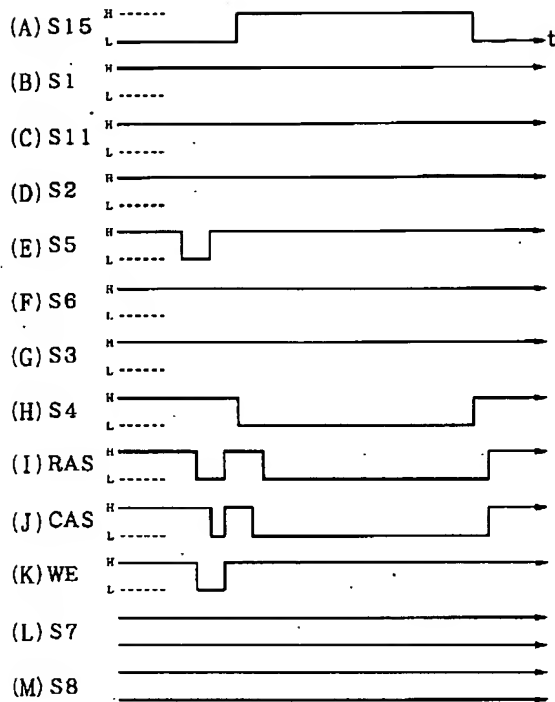 (A) S15 H L t
(B) S1 H L
(C) S11 H L
(D) S2 H L
(E) S5 H L
(F) S6 H L
(G) S3 H L
(H) S4 H L
(I) RAS H L
(J) CAS H L
(K) WE H L
(L) S7
(M) S8